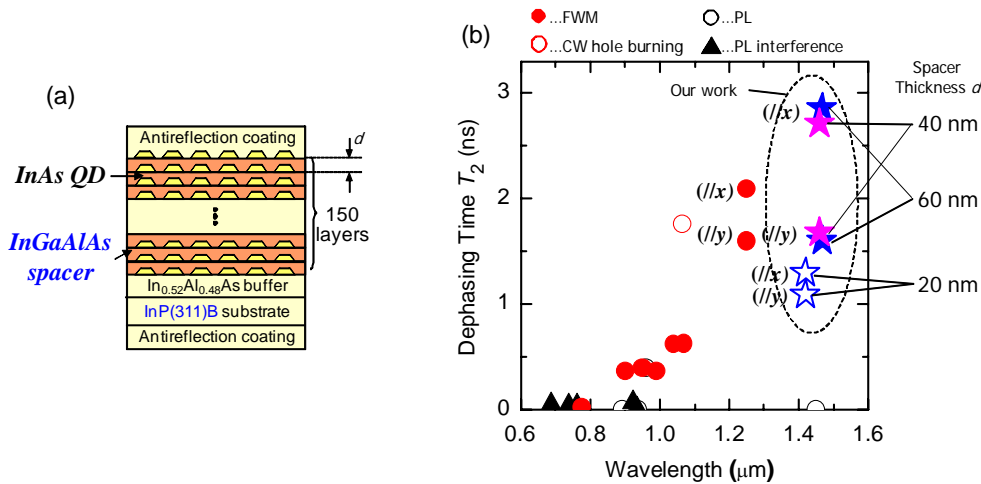 (a)
Antireflection coating
d
InAs QD
150
layers
InGaAlAs
spacer
In0.52Al0.48As buffer
InP(311)B substrate
Antireflection coating
(b)
...FWM
...PL
...CW hole burning
...PL interference
Spacer
Thickness d
Our work
40 nm
60 nm
20 nm
(//x)
(//x)
(//y)
(//y)
(//x)
(//y)
3
2
1
0
Dephasing Time T2 (ns)
0.6 0.8 1.0 1.2 1.4 1.6
Wavelength (μm)